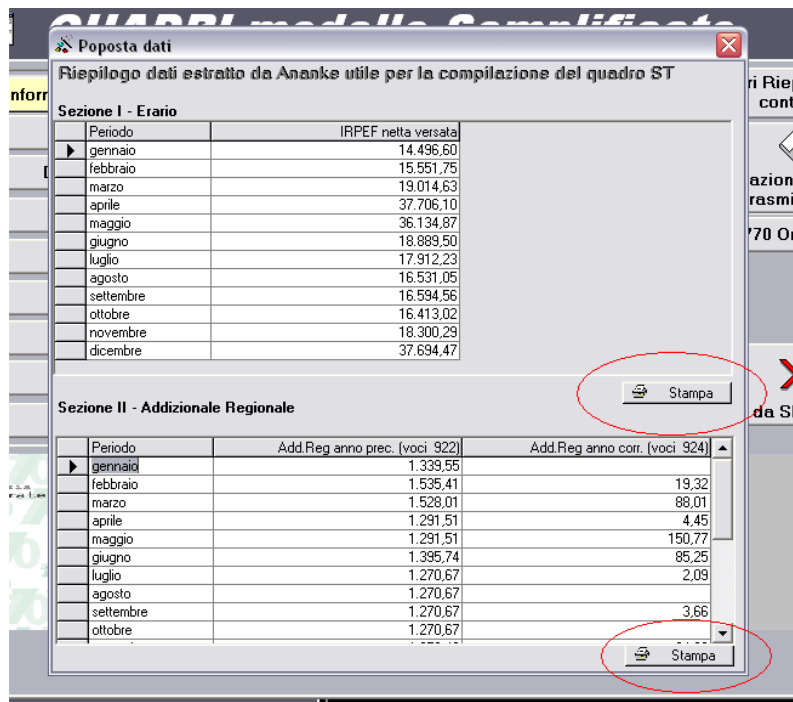 QUADRI modello Semplificato
Poposta dati
Riepilogo dati estratto da Ananke utile per la compilazione del quadro ST
Sezione I - Erario
Periodo IRPEF netta versata
gennaio 14.496,60
febbraio 15.551,75
marzo 19.014,63
aprile 37.706,10
maggio 36.134,87
giugno 18.889,50
luglio 17.912,23
agosto 16.531,05
settembre 16.594,56
ottobre 16.413,02
novembre 18.300,29
dicembre 37.694,47
Stampa
Sezione II - Addizionale Regionale
Periodo Add.Reg anno prec. (voci 922) Add.Reg anno corr. (voci 924)
gennaio 1.339,55
febbraio 1.535,41 19,32
marzo 1.528,01 88,01
aprile 1.291,51 4,45
maggio 1.291,51 150,77
giugno 1.395,74 85,25
luglio 1.270,67 2,09
agosto 1.270,67
settembre 1.270,67 3,66
ottobre 1.270,67
Stampa
nforr
ri Rie
cont
azion
rasmi
770 O
da S